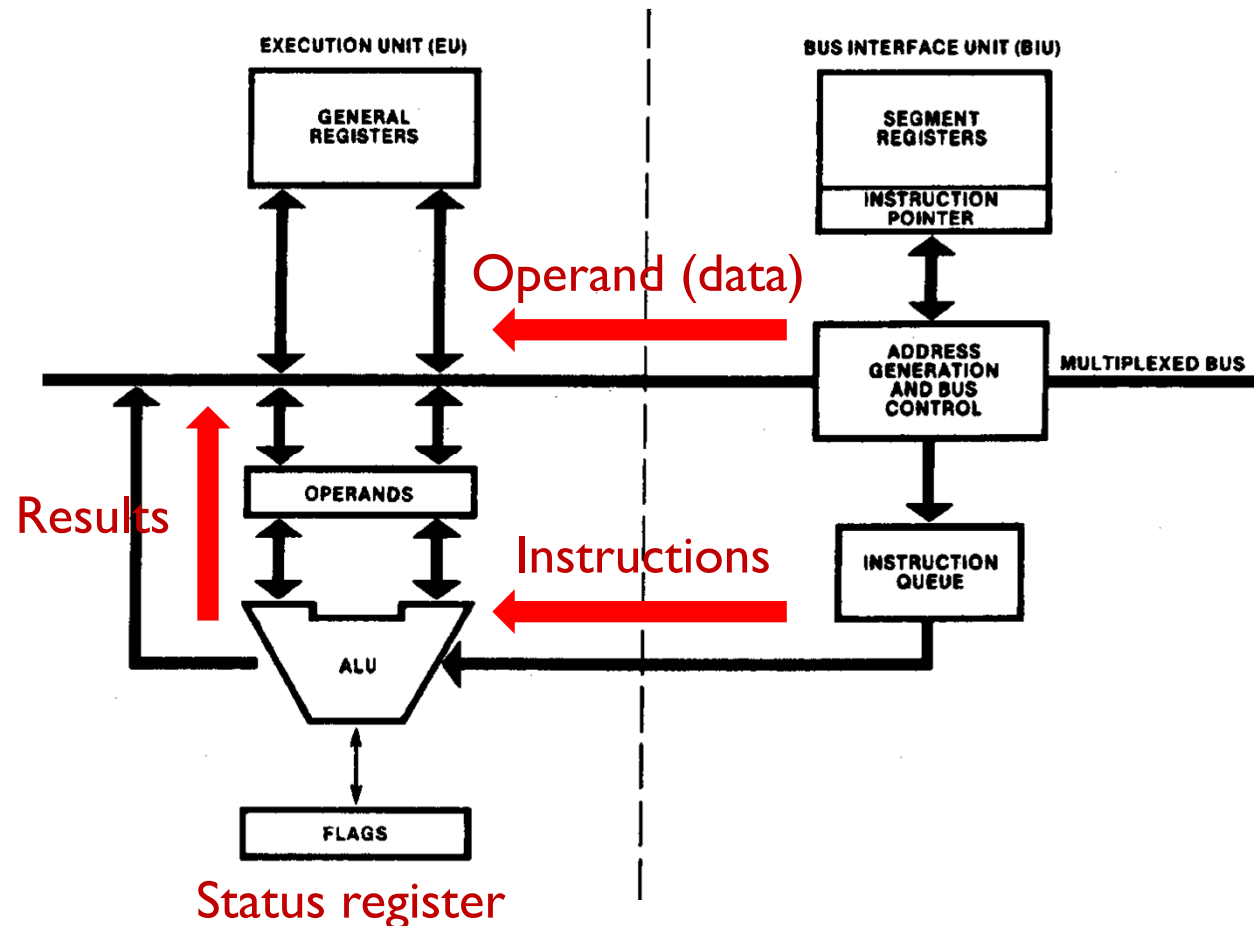 EXECUTION UNIT (EU)
BUS INTERFACE UNIT (BIU)
GENERAL
REGISTERS
SEGMENT
REGISTERS
INSTRUCTION
POINTER
Operand (data)
ADDRESS
GENERATION
AND BUS
CONTROL
MULTIPLEXED BUS
OPERANDS
Results
Instructions
INSTRUCTION
QUEUE
ALU
FLAGS
Status register